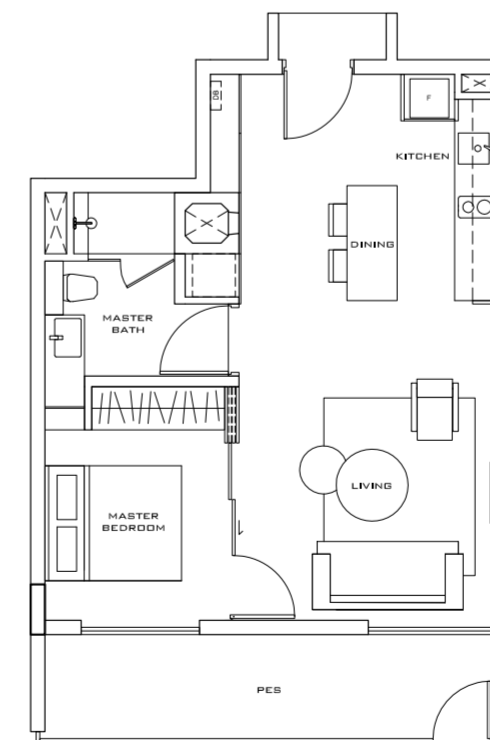 DB
F
KITCHEN
DINING
MASTER
BATH
LIVING
MASTER
BEDROOM
PES